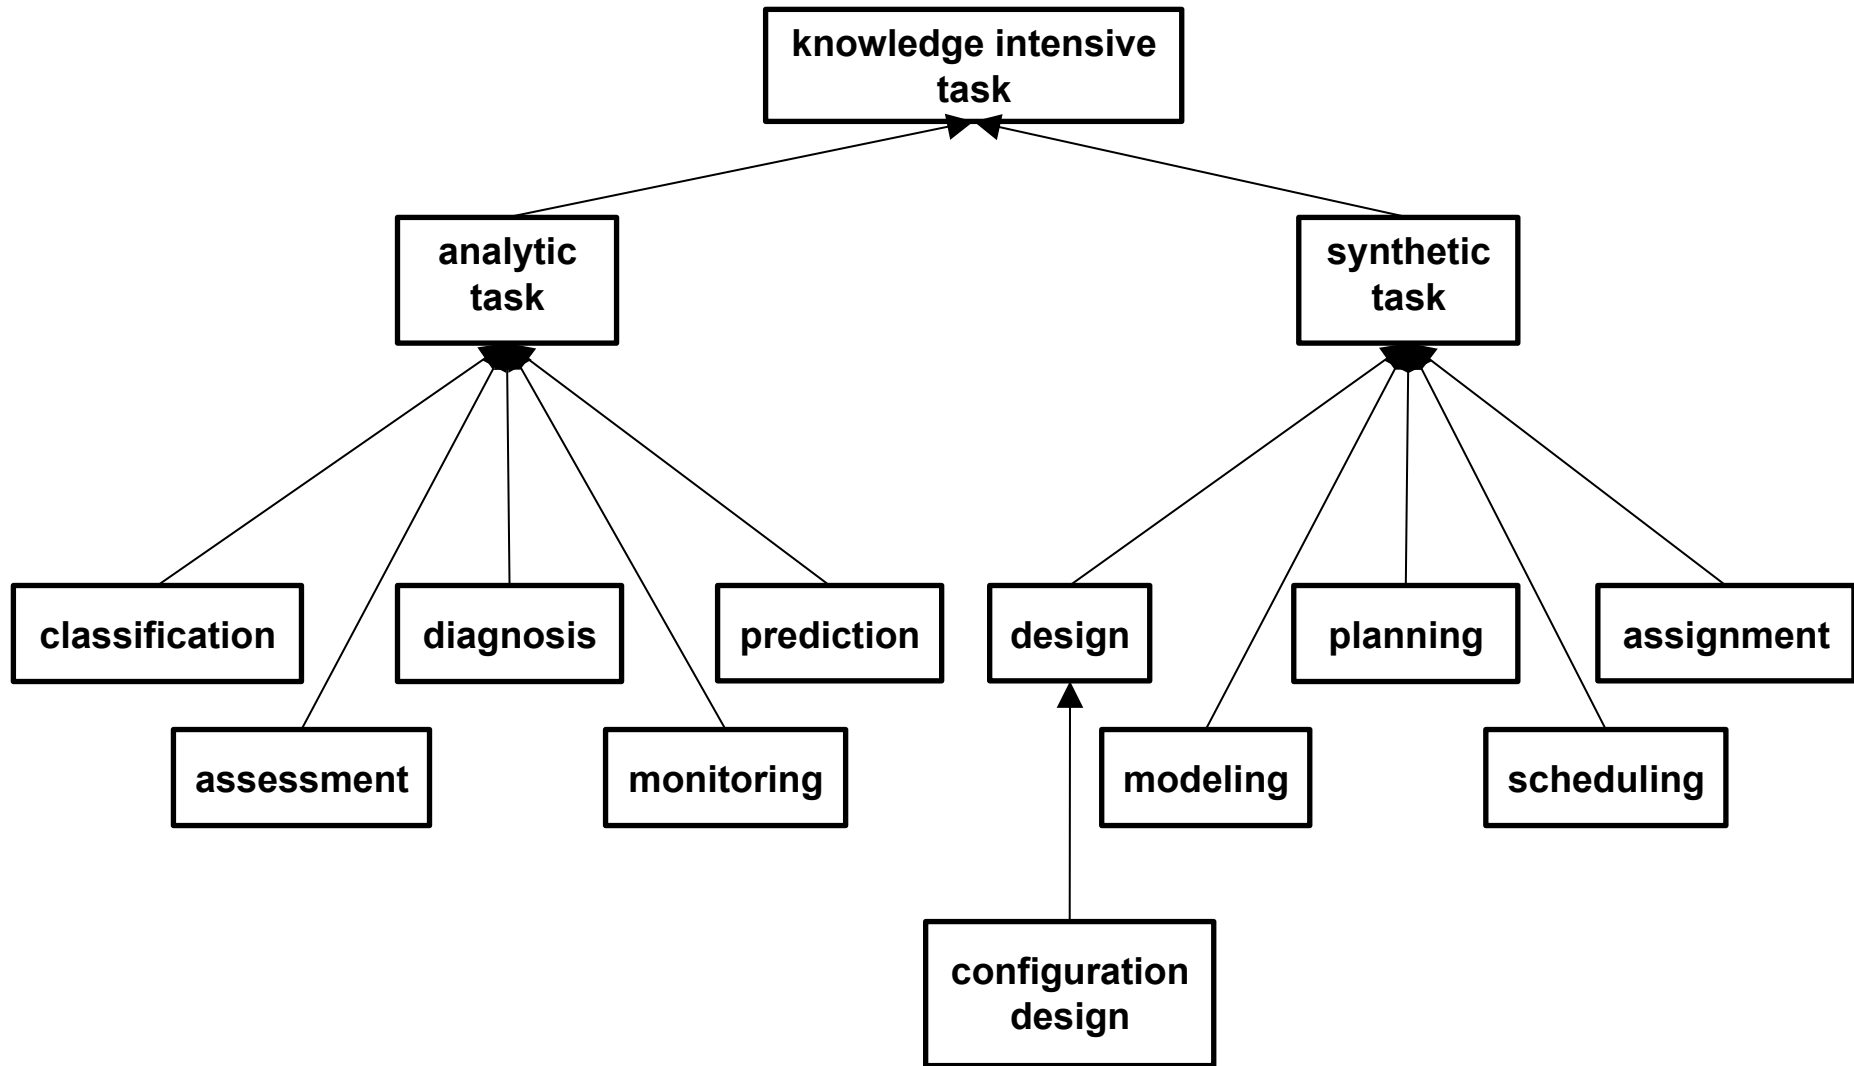 knowledge intensive
task
analytic
task
synthetic
task
classification
diagnosis
prediction
design
planning
assignment
assessment
monitoring
modeling
scheduling
configuration
design